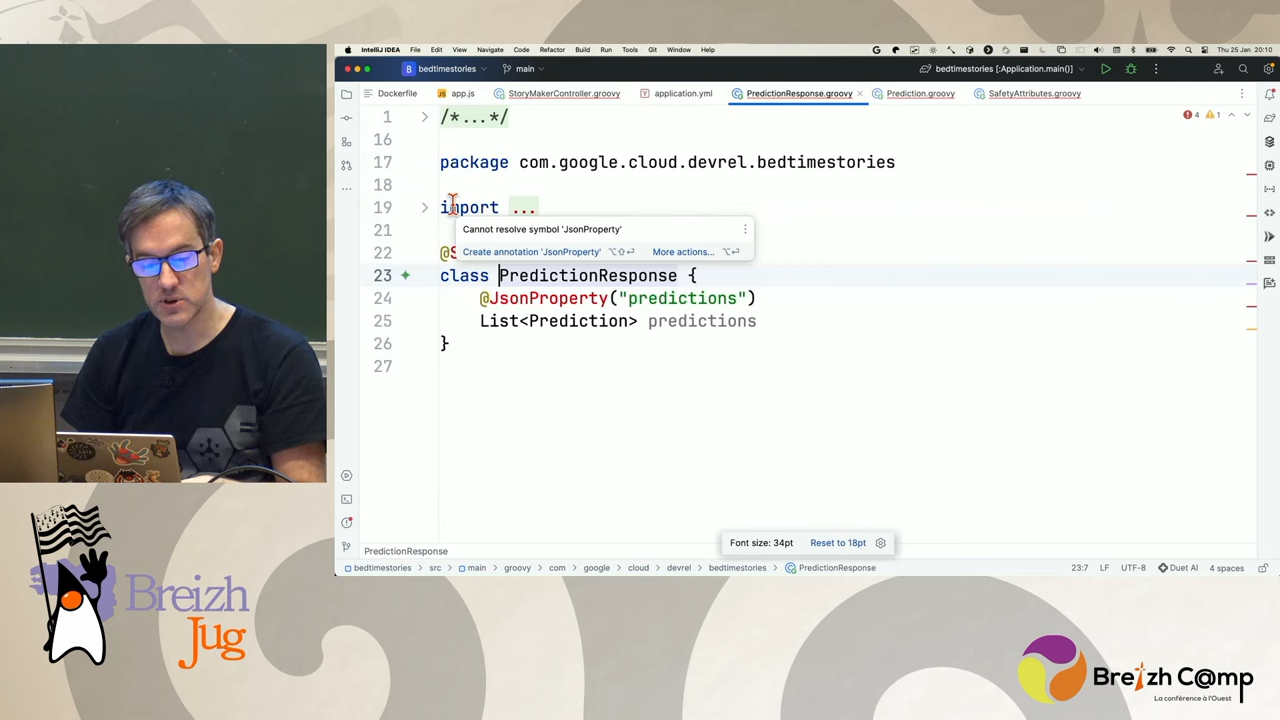 IntelliJ IDEA File Edit View Navigate Code Refactor Build Run Tools Git Window Help Thu 25 Jan 20:10
B bedtimestories main bedtimestories [:Application.main()]
Dockerfile JS app.js StoryMakerController.groovy application.yml PredictionResponse.groovy Prediction.groovy SafetyAttributes.groovy
1 /*...*/ 4 1
16
17 package com.google.cloud.devrel.bedtimestories
18
19 import ...
21
Cannot resolve symbol 'JsonProperty'
Create annotation 'JsonProperty' ⌥⇧⏎ More actions... ⌥⏎
22 @S
23 class PredictionResponse {
24 @JsonProperty("predictions")
25 List<Prediction> predictions
26 }
27
Font size: 34pt Reset to 18pt
PredictionResponse
bedtimestories src main groovy com google cloud devrel bedtimestories PredictionResponse 23:7 LF UTF-8 Duet AI 4 spaces
Breizh
Jug
Breizh C@mp
La conférence à l'Ouest